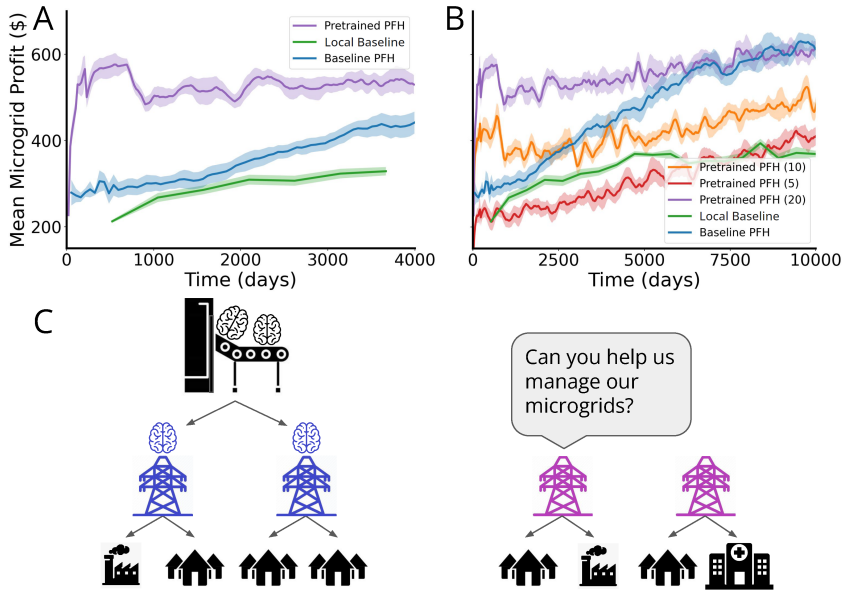 A
Mean Microgrid Profit ($)
600
400
200
0
1000
2000
3000
4000
Time (days)
Pretrained PFH
Local Baseline
Baseline PFH
B
0
2500
5000
7500
10000
Time (days)
Pretrained PFH (10)
Pretrained PFH (5)
Pretrained PFH (20)
Local Baseline
Baseline PFH
C
Can you help us
manage our
microgrids?